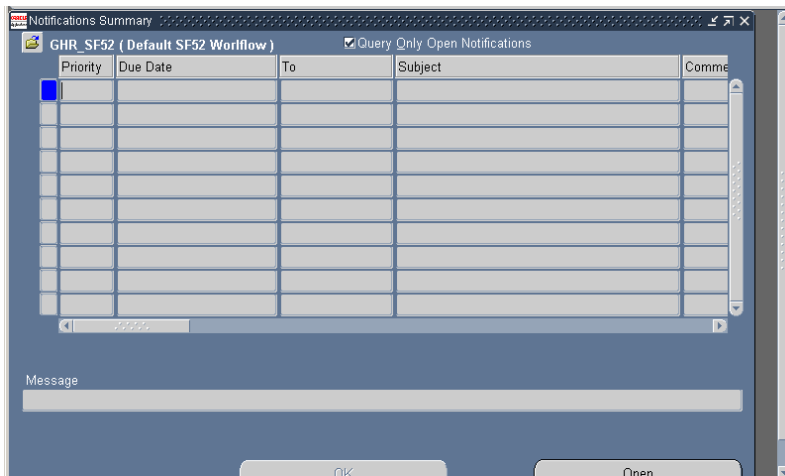 Notifications Summary
GHR_SF52 ( Default SF52 Worlflow )
Query Only Open Notifications
Priority Due Date To Subject Comme
Message
OK Open